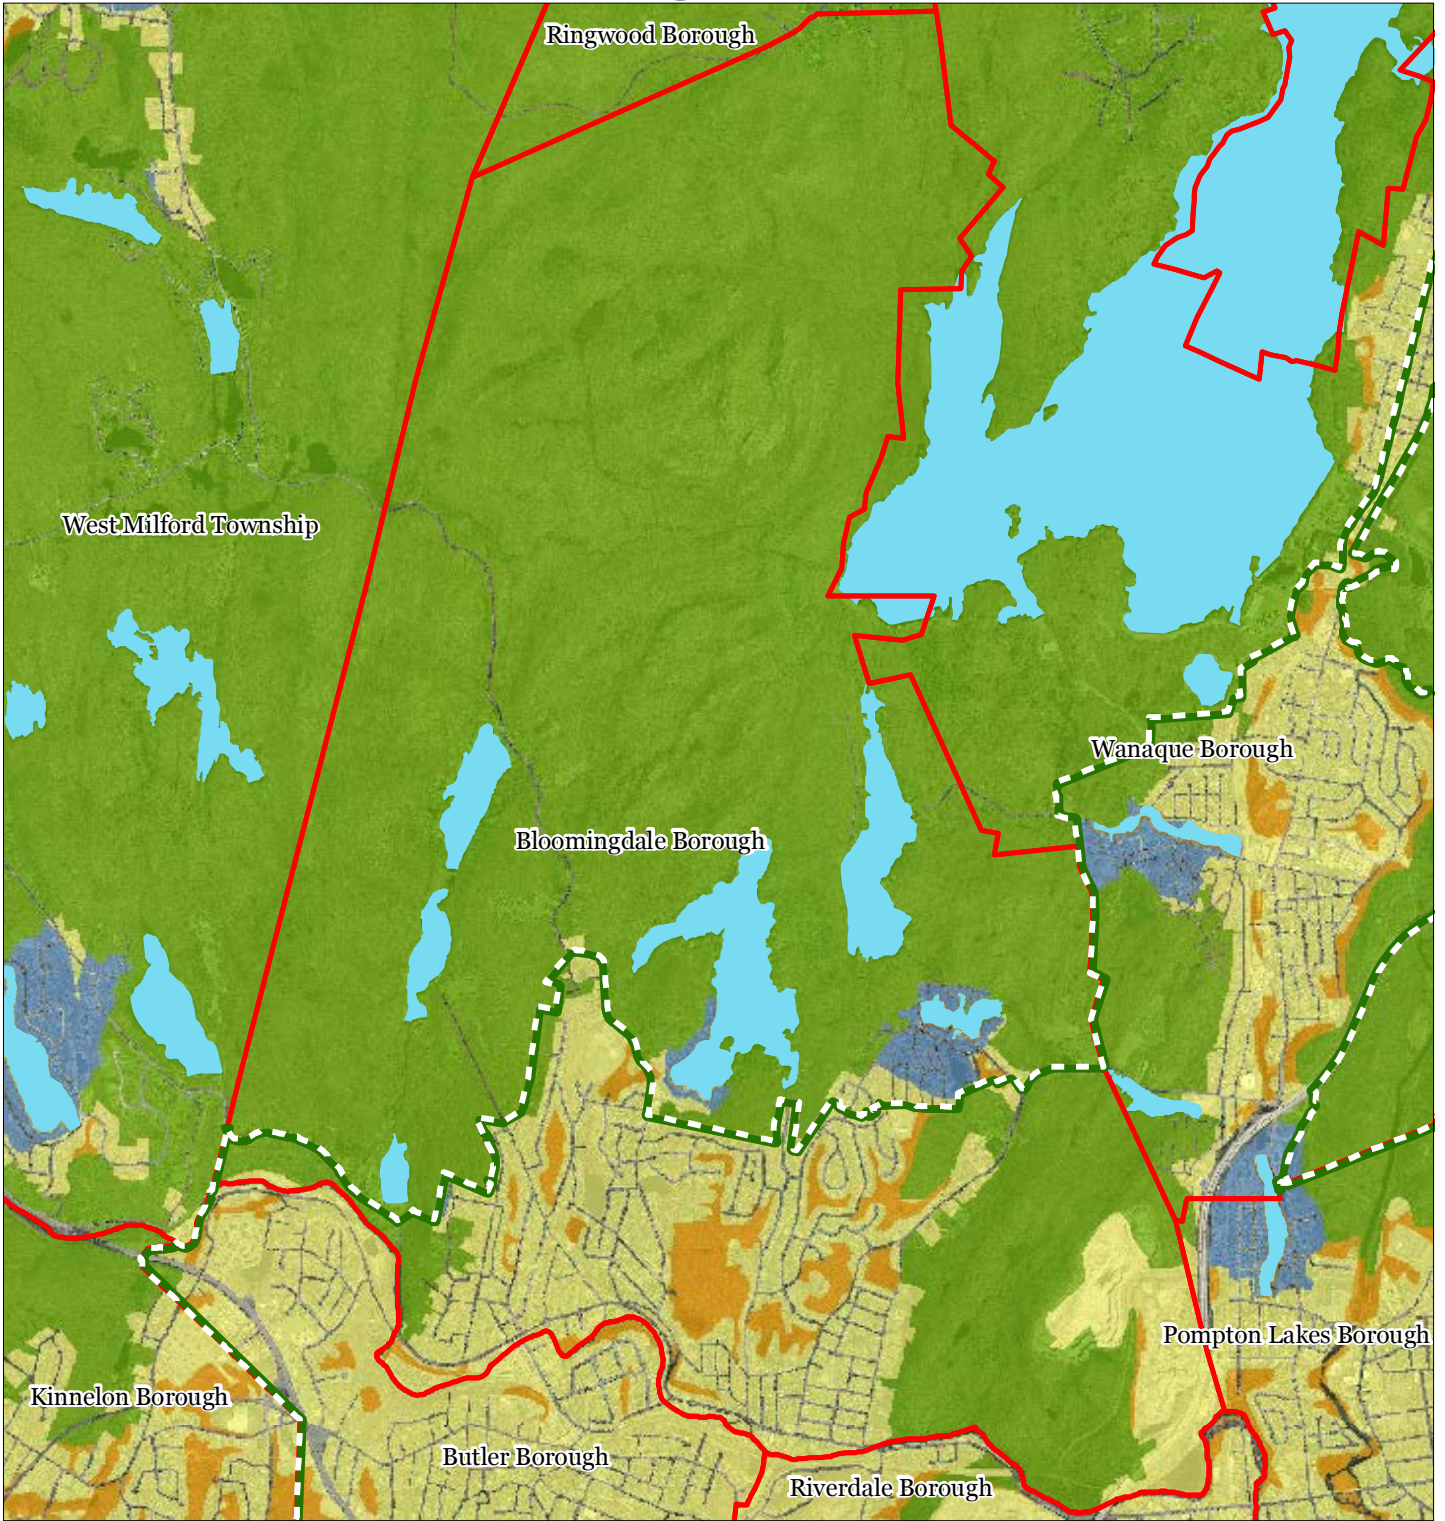 Ringwood Borough
West Milford Township
Wanaque Borough
Bloomingdale Borough
Pompton Lakes Borough
Kinnelon Borough
Butler Borough
Riverdale Borough